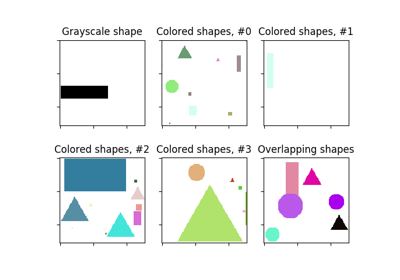 Grayscale shape
Colored shapes, #0
Colored shapes, #1
Colored shapes, #2
Colored shapes, #3
Overlapping shapes